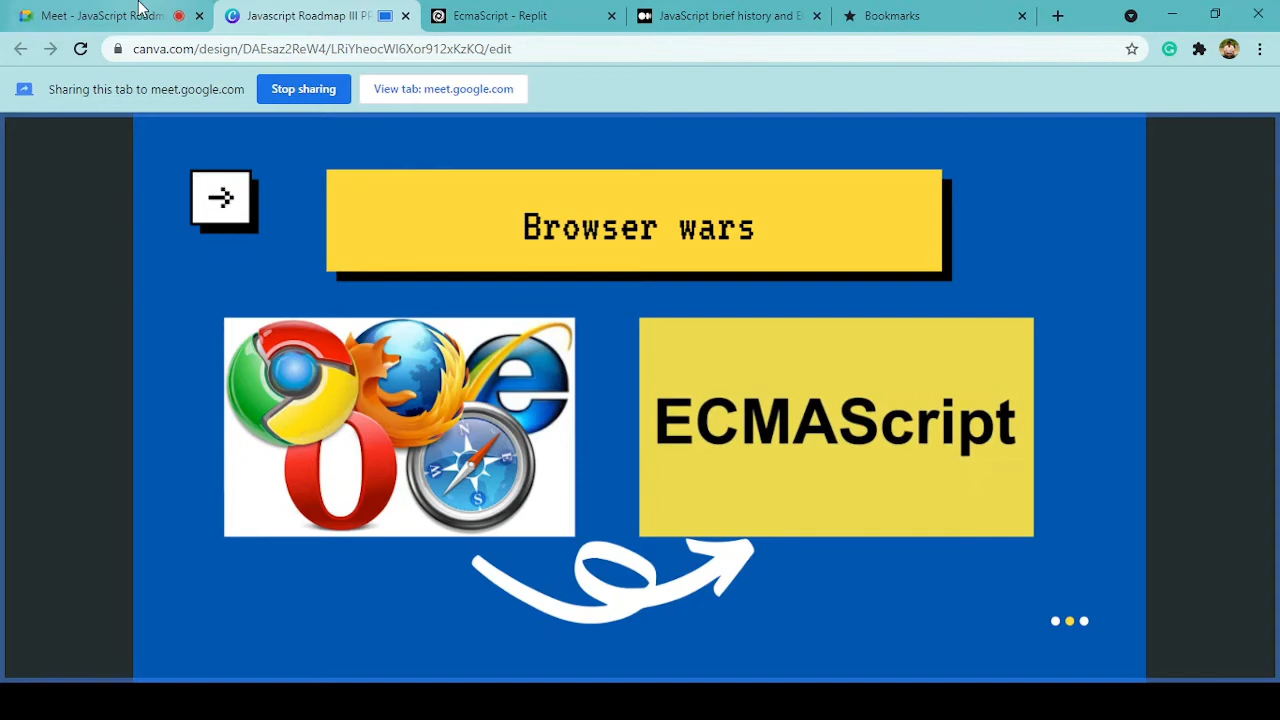 Meet - JavaScript Roadm
Javascript Roadmap III PR
EcmaScript - Replit
JavaScript brief history and E
Bookmarks
canva.com/design/DAEsaz2ReW4/LRiYheocWI6Xor912xKzKQ/edit
Sharing this tab to meet.google.com
Stop sharing
View tab: meet.google.com
Browser wars
N
E
W
S
ECMAScript